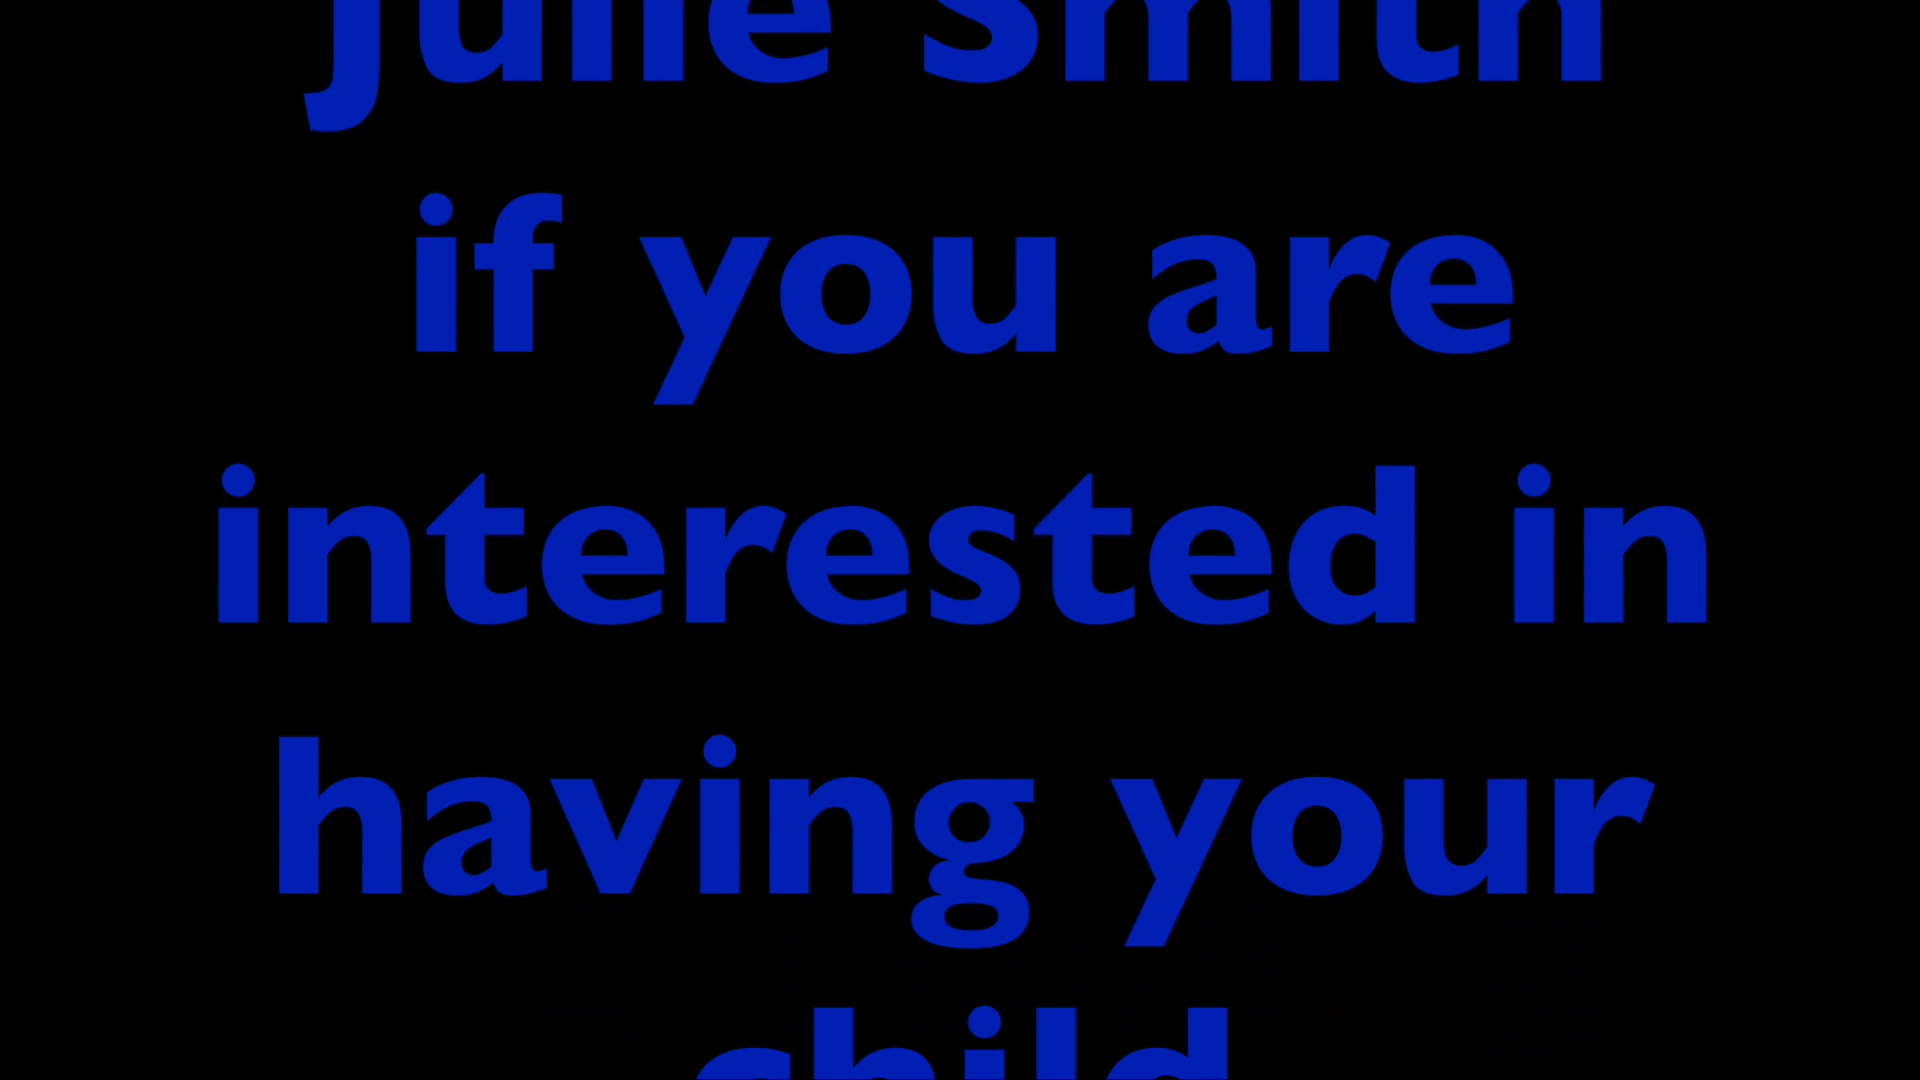 Julie Smith
if you are
interested in
having your
child